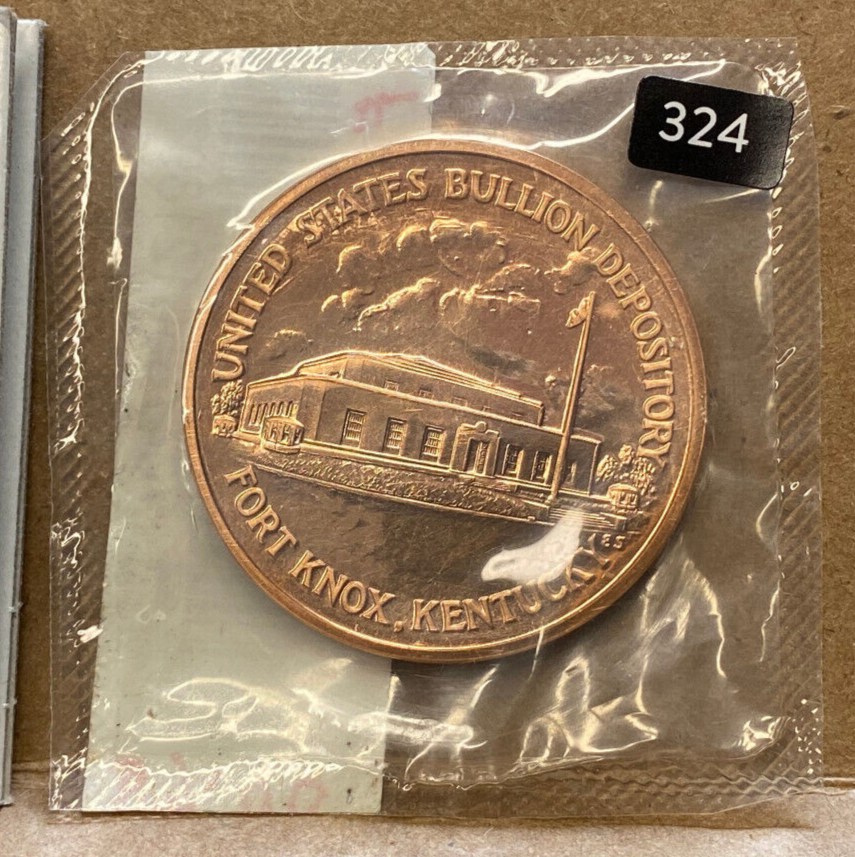 324
UNITED STATES BULLION DEPOSITORY
FORT KNOX, KENTUCKY